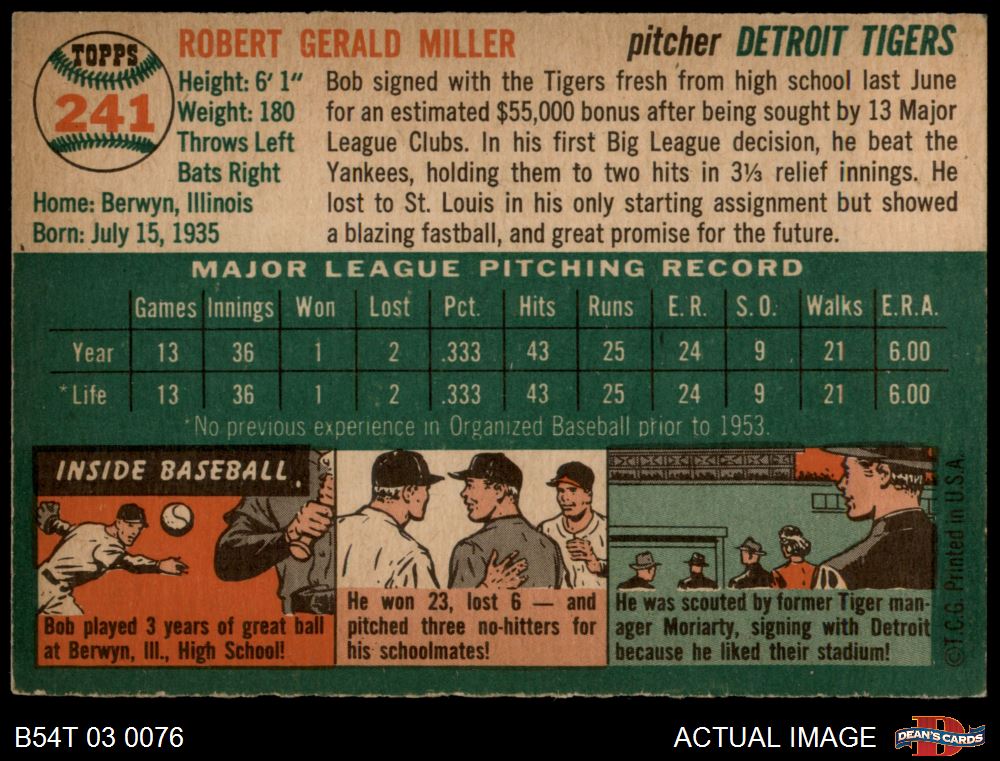 TOPPS
241
ROBERT GERALD MILLER
pitcher DETROIT TIGERS
Height: 6' 1"
Weight: 180
Throws Left
Bats Right
Home: Berwyn, Illinois
Born: July 15, 1935
Bob signed with the Tigers fresh from high school last June
for an estimated $55,000 bonus after being sought by 13 Major
League Clubs. In his first Big League decision, he beat the
Yankees, holding them to two hits in 3⅓ relief innings. He
lost to St. Louis in his only starting assignment but showed
a blazing fastball, and great promise for the future.
MAJOR LEAGUE PITCHING RECORD
Games Innings Won Lost Pct. Hits Runs E. R. S. O. Walks E.R.A.
Year 13 36 1 2 .333 43 25 24 9 21 6.00
*Life 13 36 1 2 .333 43 25 24 9 21 6.00
*No previous experience in Organized Baseball prior to 1953.
INSIDE BASEBALL
Bob played 3 years of great ball
at Berwyn, Ill., High School!
He won 23, lost 6 — and
pitched three no-hitters for
his schoolmates!
He was scouted by former Tiger man-
ager Moriarty, signing with Detroit
because he liked their stadium!
©T.C.G. Printed in U.S.A.
B54T 03 0076
ACTUAL IMAGE
DEAN'S CARDS